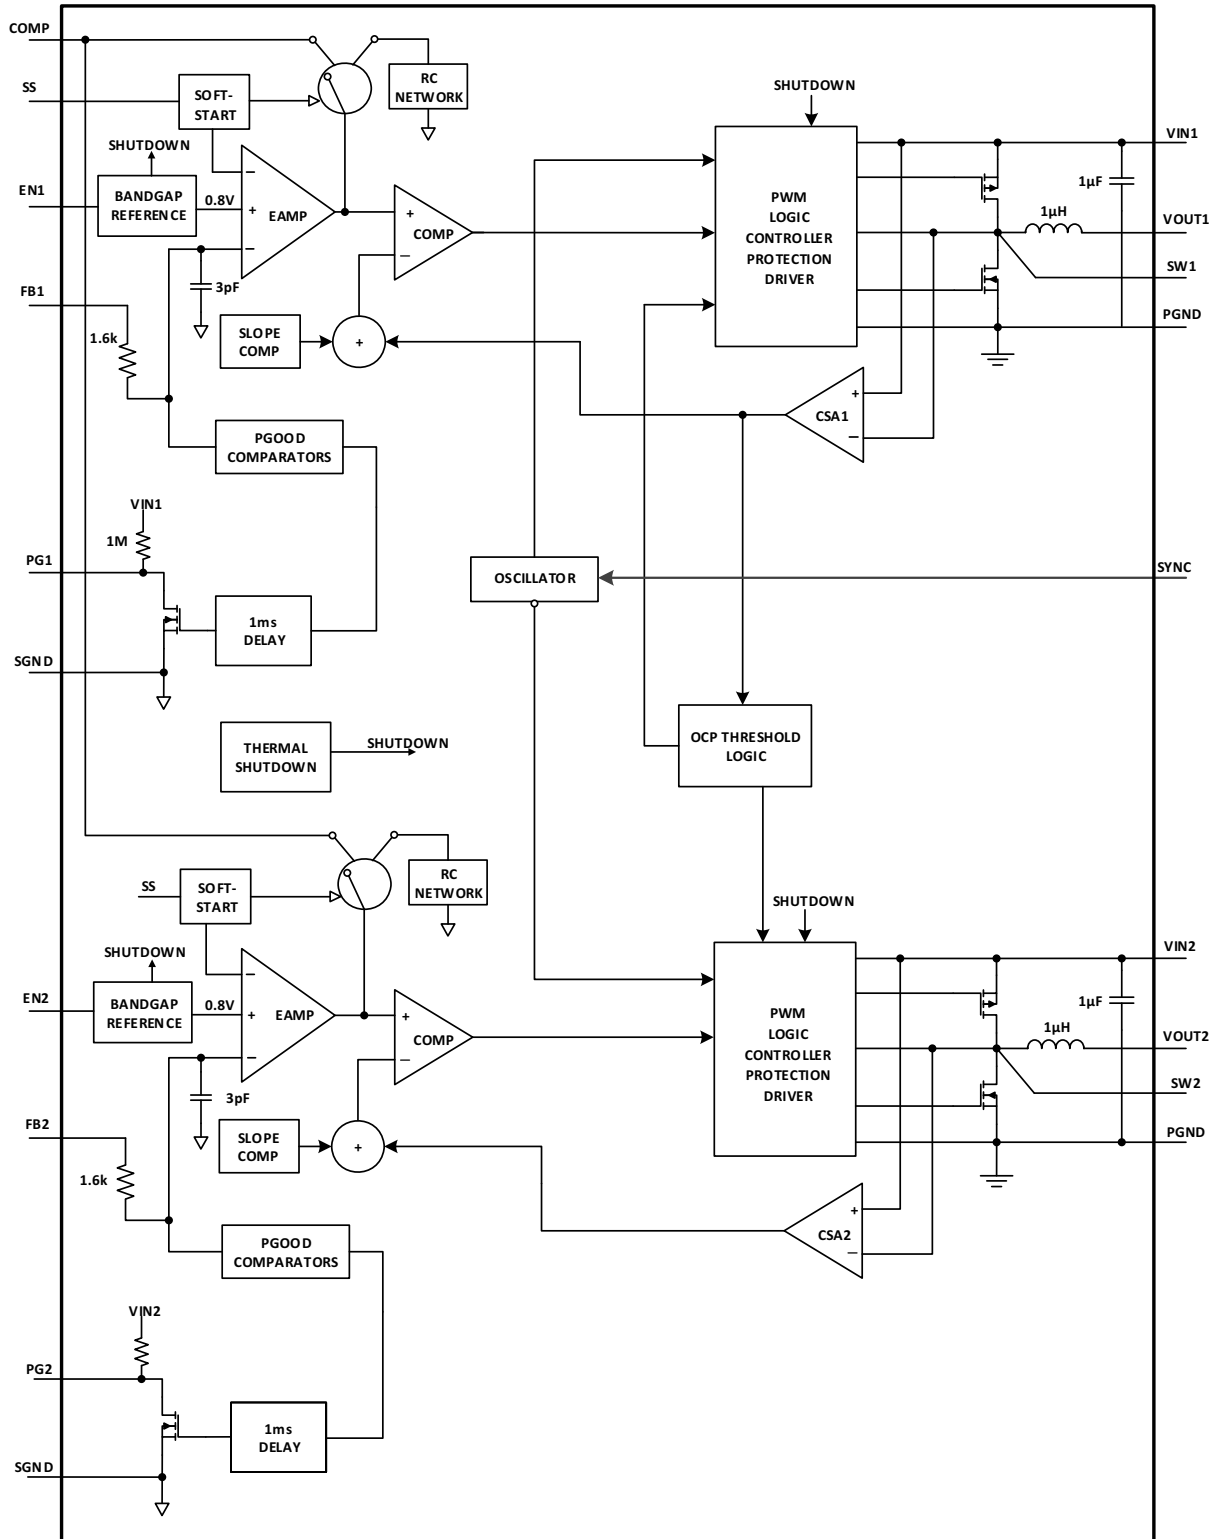 COMP
SS
SOFT-
START
RC
NETWORK
SHUTDOWN
SHUTDOWN
EN1
BANDGAP
REFERENCE
0.8V
−
+
−
EAMP
+
−
COMP
3pF
FB1
1.6k
SLOPE
COMP
+
PWM
LOGIC
CONTROLLER
PROTECTION
DRIVER
VIN1
1µF
1µH
VOUT1
SW1
PGND
+
−
CSA1
PGOOD
COMPARATORS
VIN1
1M
PG1
1ms
DELAY
SGND
OSCILLATOR
SYNC
THERMAL
SHUTDOWN
SHUTDOWN
OCP THRESHOLD
LOGIC
SS
SOFT-
START
RC
NETWORK
SHUTDOWN
SHUTDOWN
EN2
BANDGAP
REFERENCE
0.8V
−
+
−
EAMP
+
−
COMP
3pF
FB2
1.6k
SLOPE
COMP
+
PWM
LOGIC
CONTROLLER
PROTECTION
DRIVER
VIN2
1µF
1µH
VOUT2
SW2
PGND
+
−
CSA2
PGOOD
COMPARATORS
VIN2
PG2
1ms
DELAY
SGND